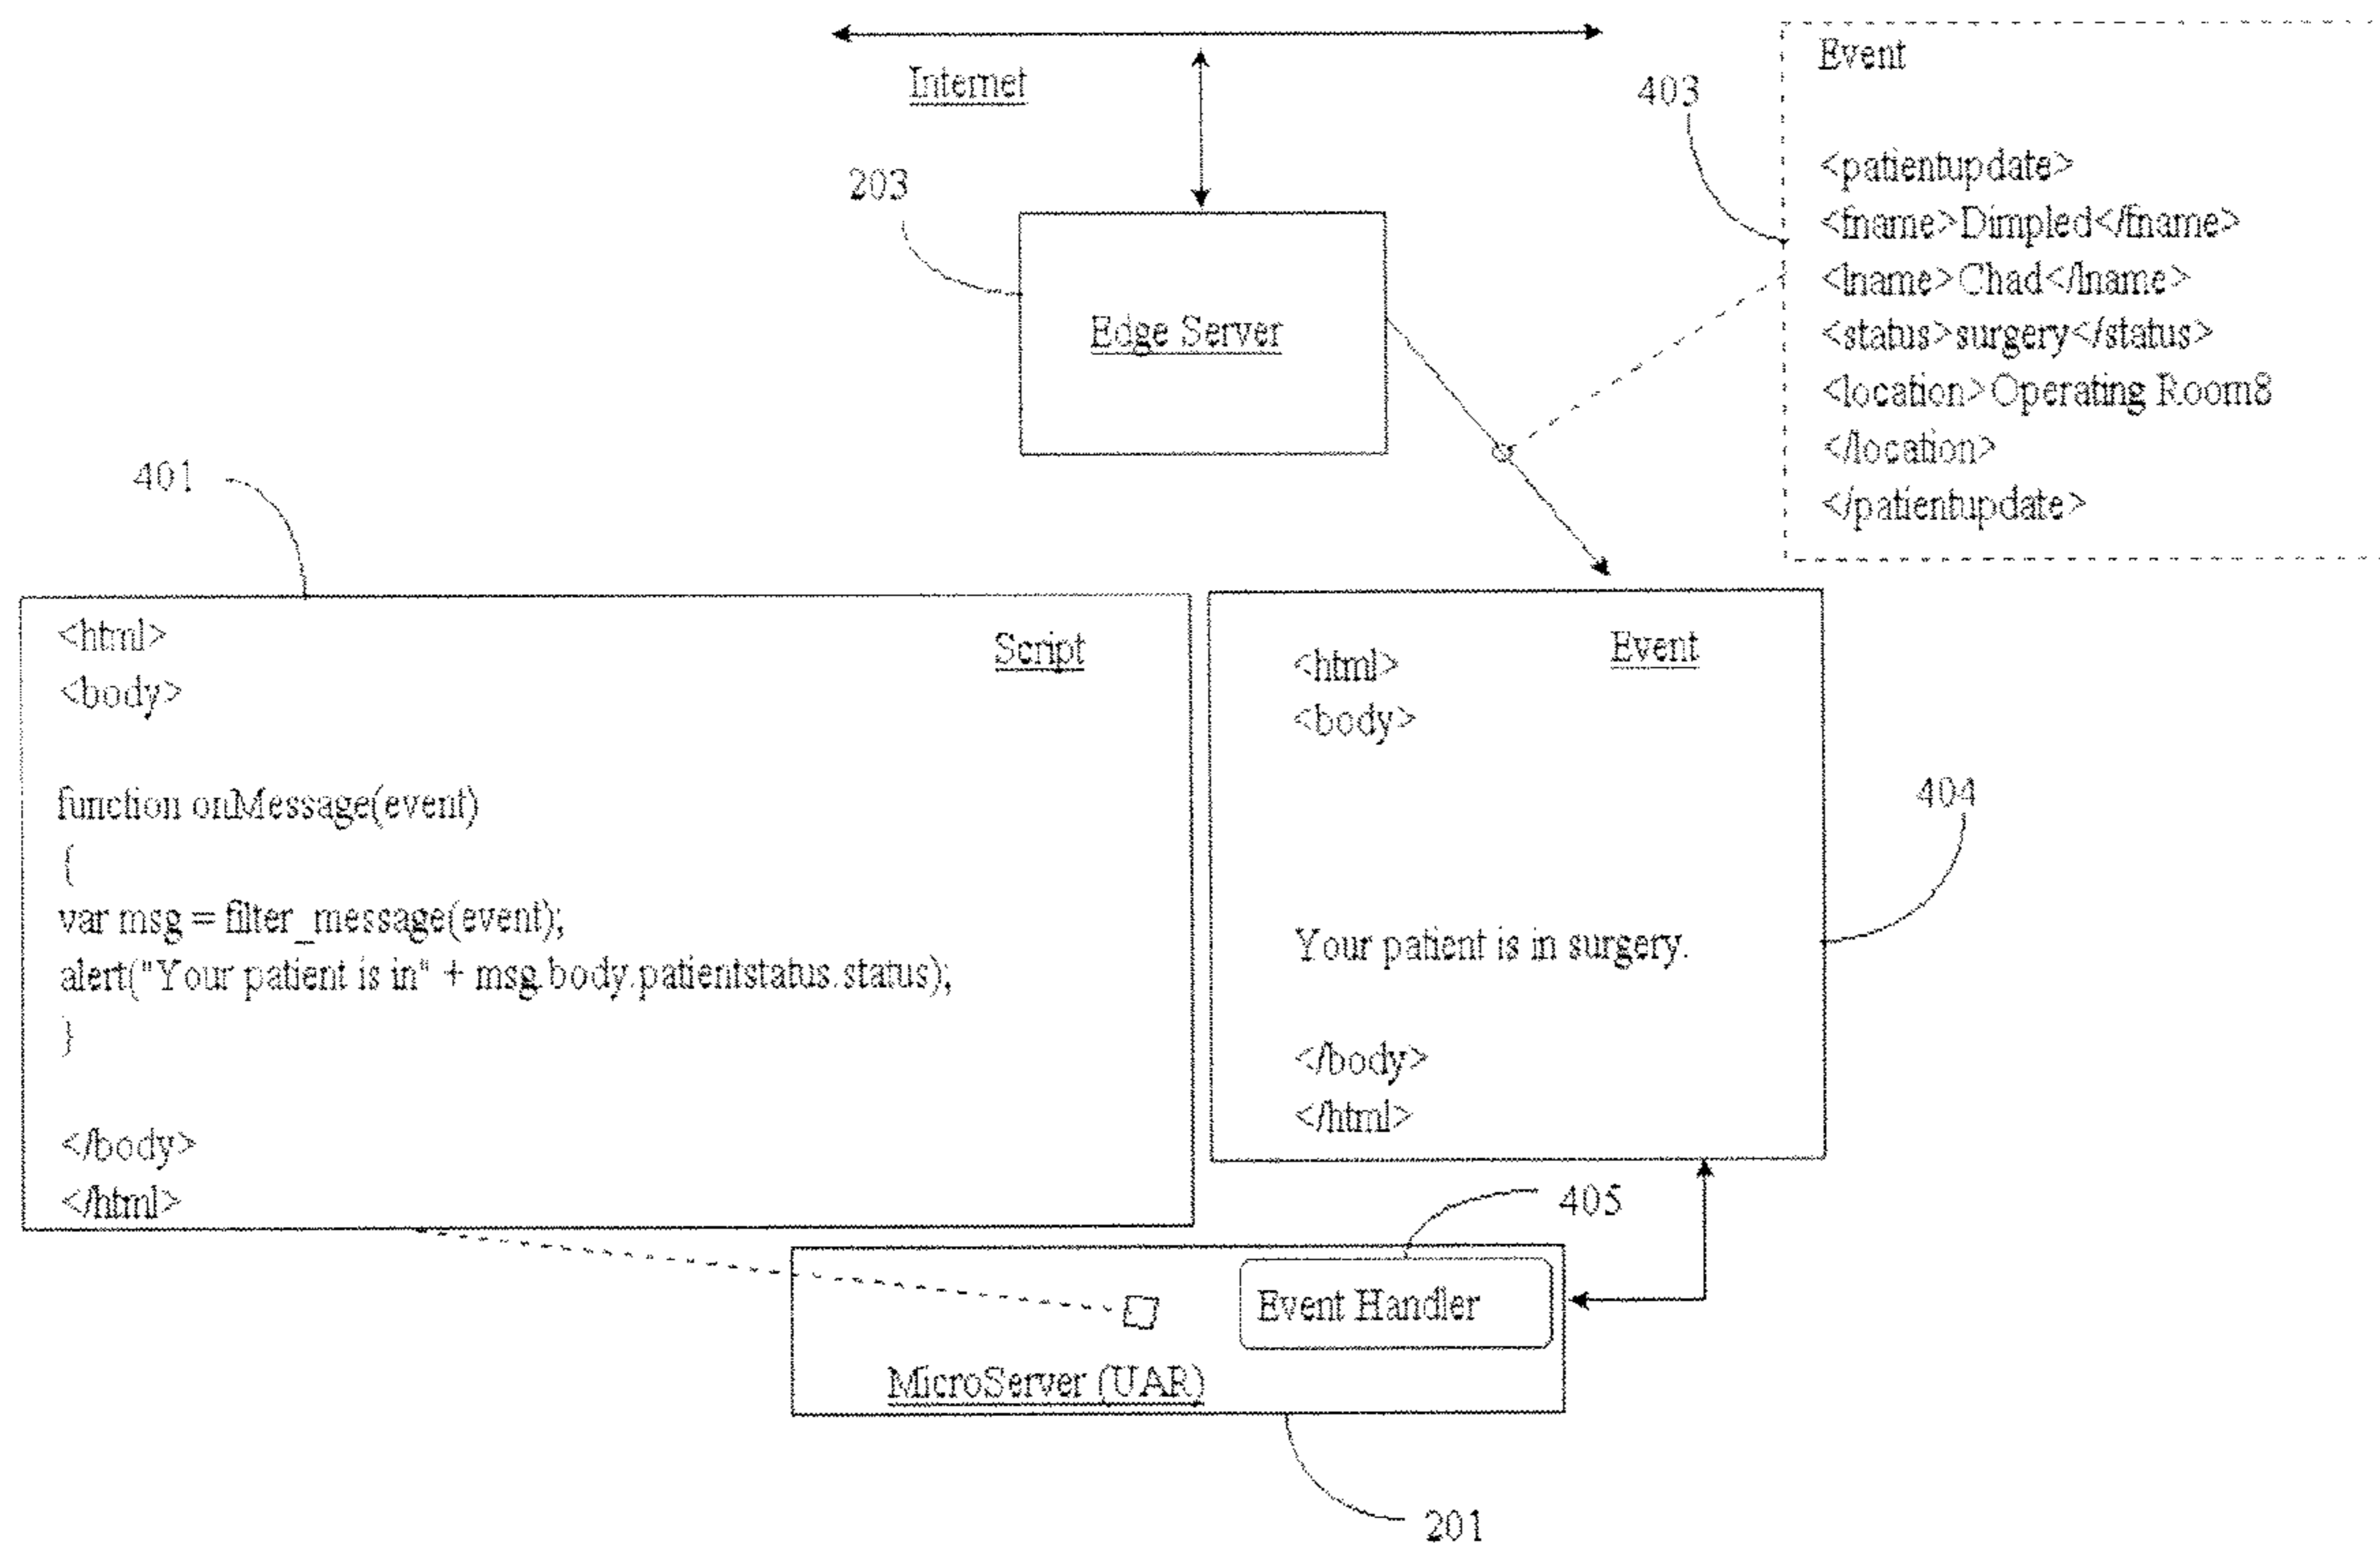 Internet
203
Edge Server
403
Event
<patientupdate>
<fname>Dimpled</fname>
<lname>Chad</lname>
<status>surgery</status>
<location>Operating Room8
</location>
</patientupdate>
401
<html>
Script
<body>
function onMessage(event)
{
var msg = filter_message(event);
alert("Your patient is in" + msg.body.patientstatus.status);
}
</body>
</html>
Event
<html>
<body>
Your patient is in surgery.
</body>
</html>
404
405
Event Handler
MicroServer (UAR)
201